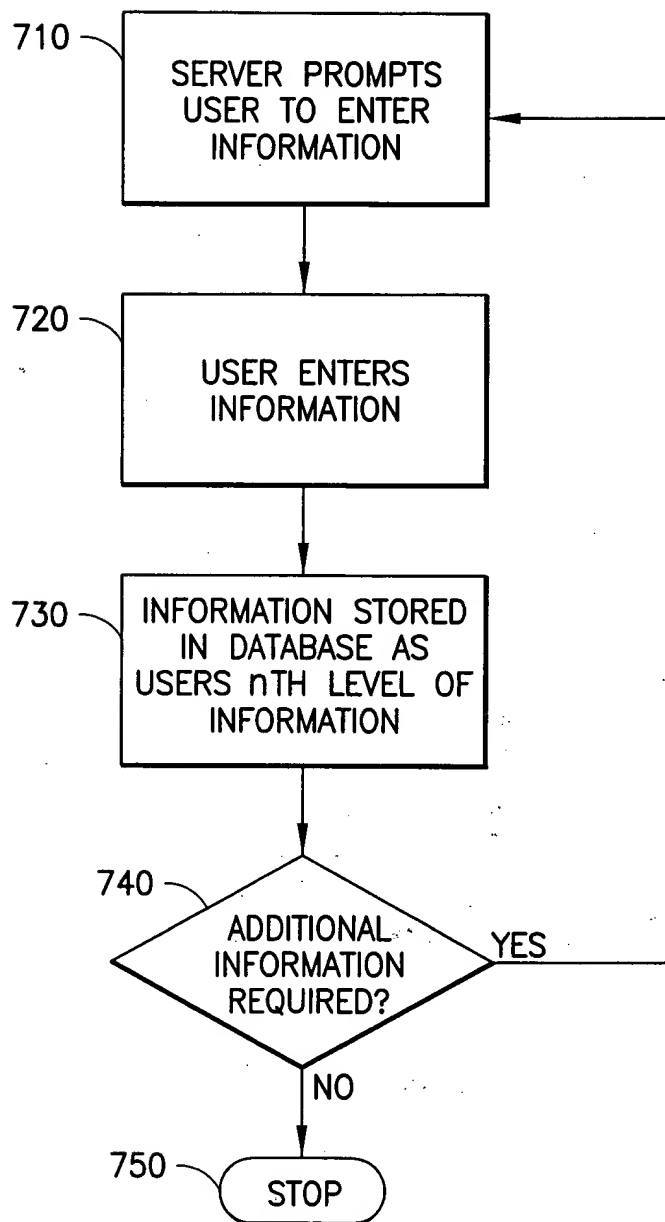 710
SERVER PROMPTS
USER TO ENTER
INFORMATION
720
USER ENTERS
INFORMATION
730
INFORMATION STORED
IN DATABASE AS
USERS nTH LEVEL OF
INFORMATION
740
ADDITIONAL
INFORMATION
REQUIRED?
YES
NO
750
STOP